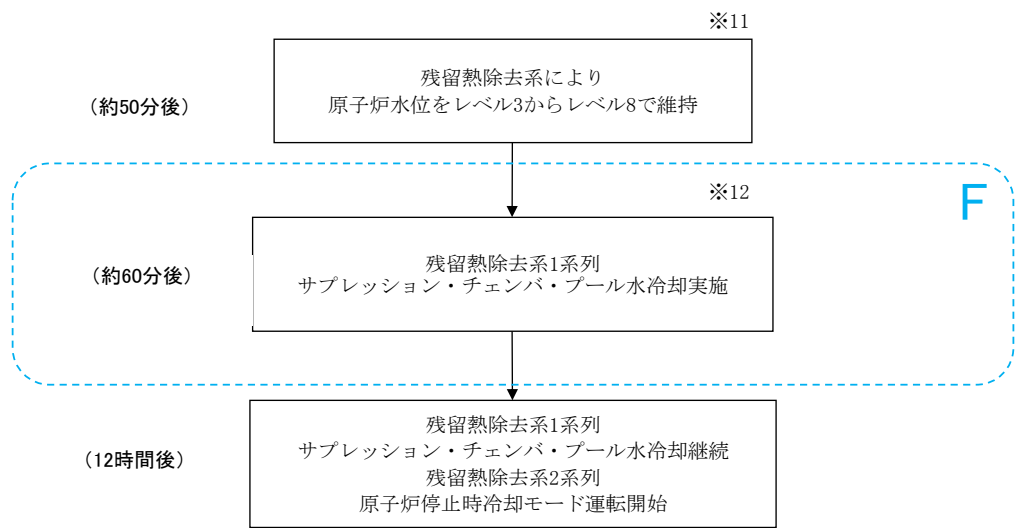 ※11
残留熱除去系により
原子炉水位をレベル3からレベル8で維持
（約50分後）
※12
F
残留熱除去系1系列
サプレッション・チェンバ・プール水冷却実施
（約60分後）
残留熱除去系1系列
サプレッション・チェンバ・プール水冷却継続
残留熱除去系2系列
原子炉停止時冷却モード運転開始
（12時間後）